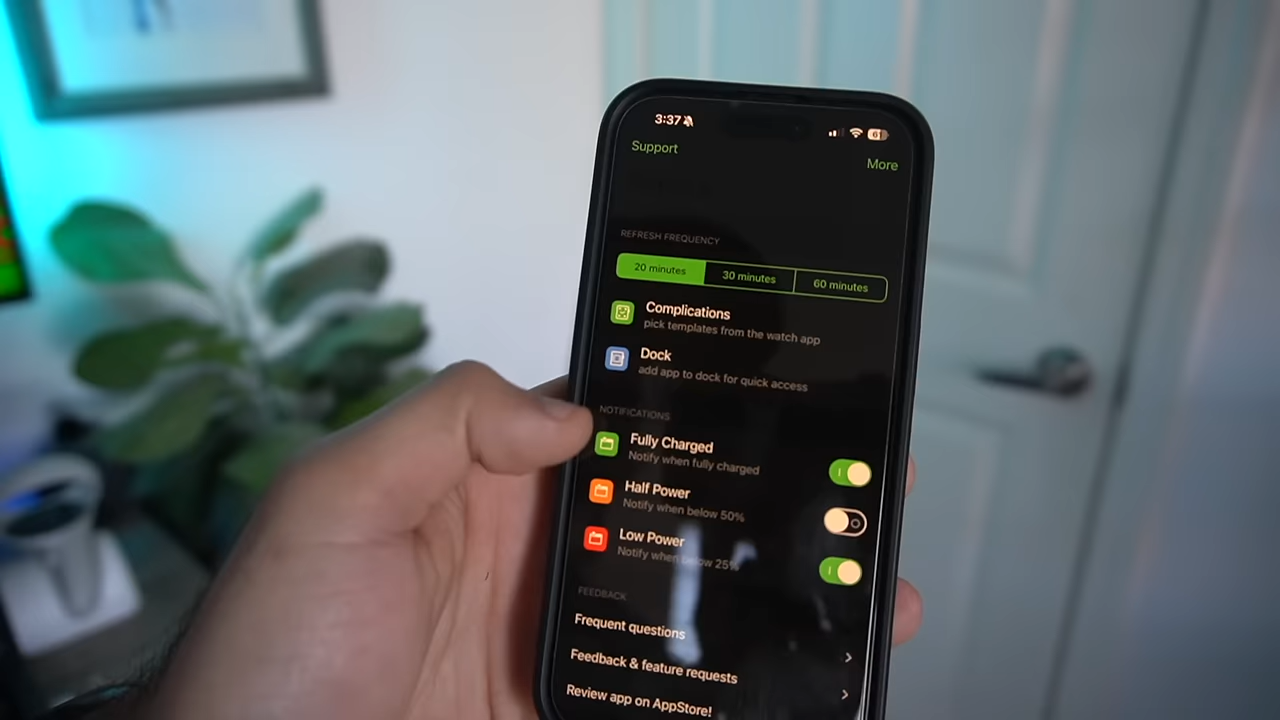 3:37
61
Support
More
REFRESH FREQUENCY
20 minutes
30 minutes
60 minutes
Complications
pick templates from the watch app
Dock
add app to dock for quick access
NOTIFICATIONS
Fully Charged
Notify when fully charged
Half Power
Notify when below 50%
Low Power
Notify when below 25%
FEEDBACK
Frequent questions
Feedback & feature requests
Review app on AppStore!